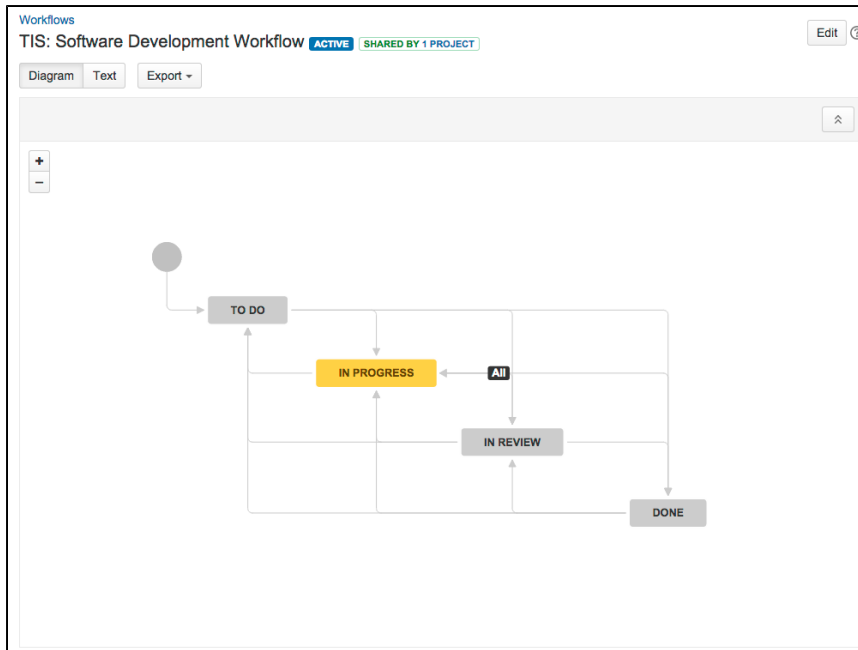 Workflows
TIS: Software Development Workflow ACTIVE SHARED BY 1 PROJECT
Edit
Diagram Text Export
+
−
TO DO
IN PROGRESS
All
IN REVIEW
DONE